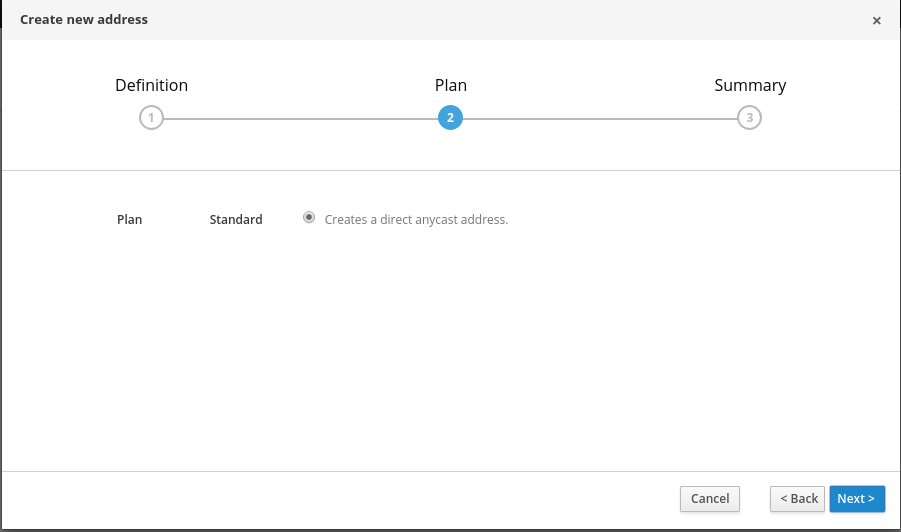 Create new address ×
Definition Plan Summary
1 2 3
Plan Standard Creates a direct anycast address.
Cancel < Back Next >